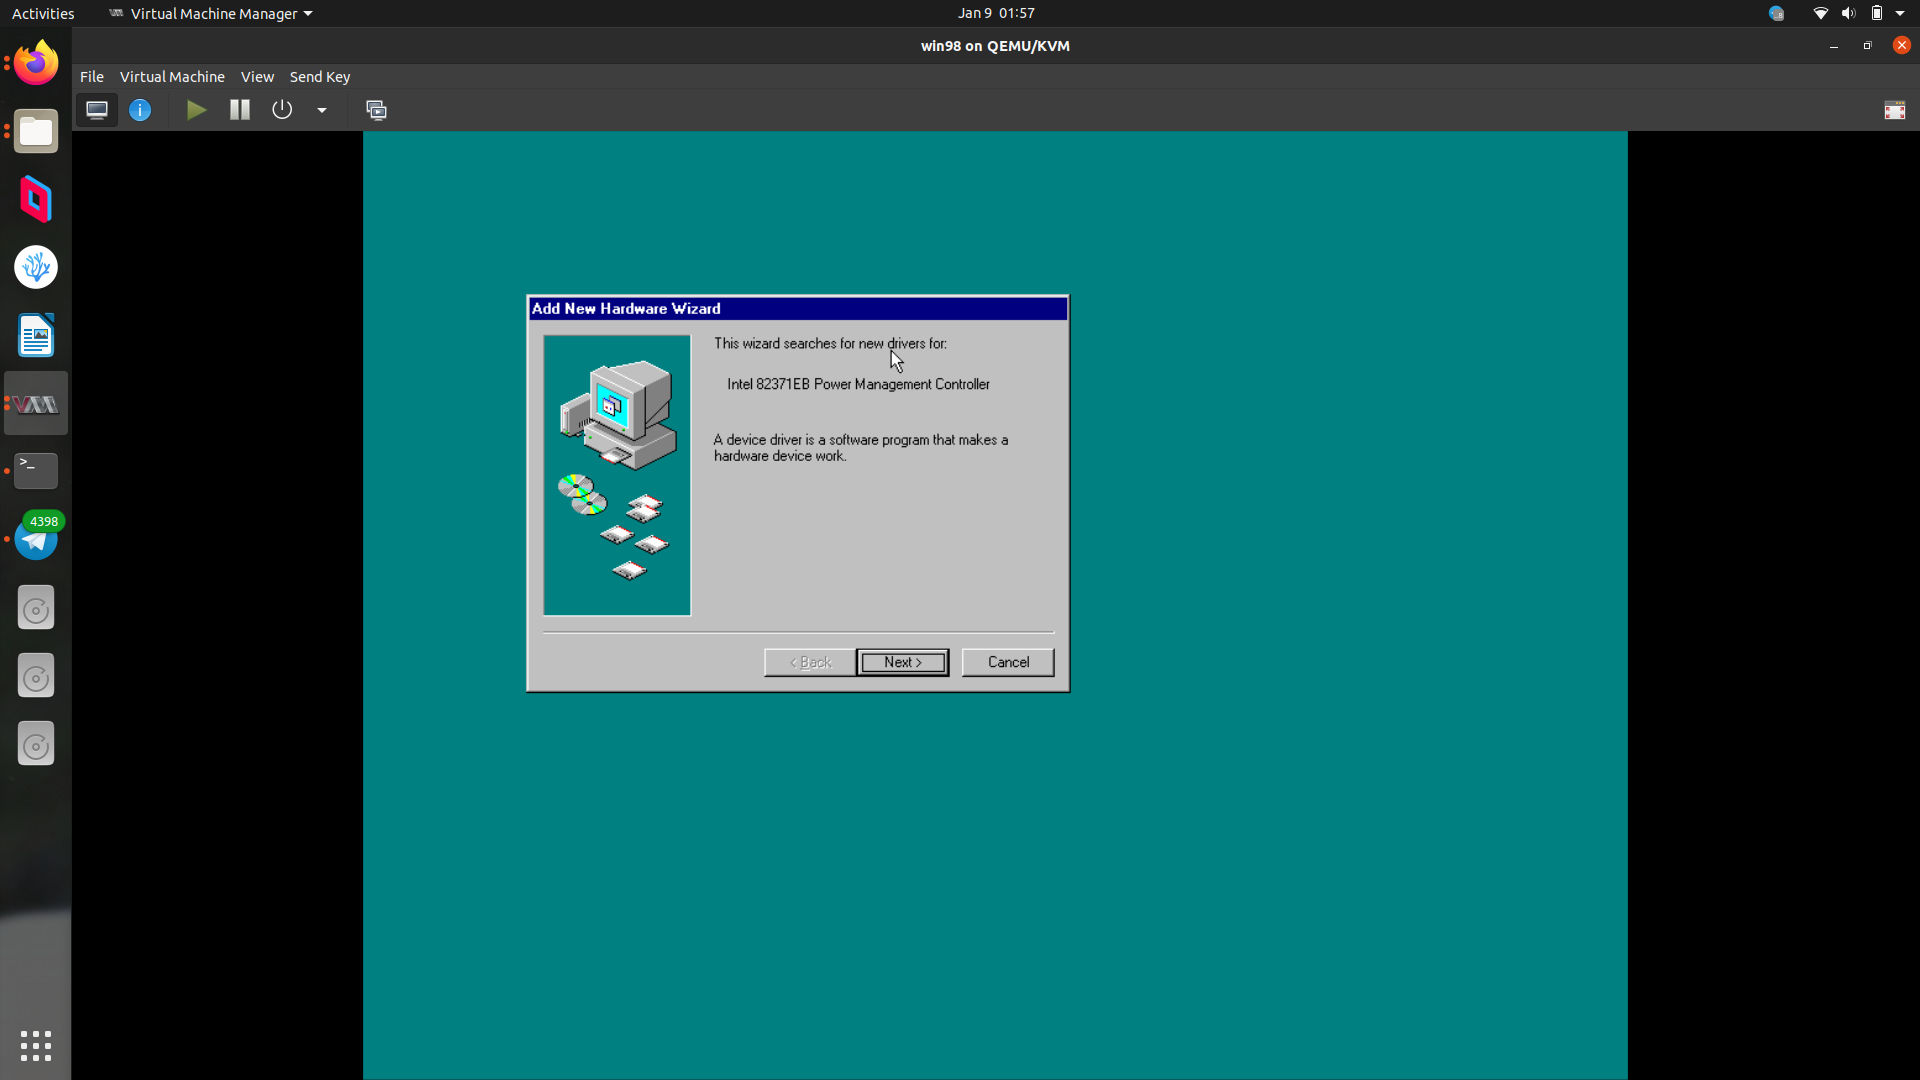 Activities
Virtual Machine Manager
Jan 9 01:57
win98 on QEMU/KVM
File Virtual Machine View Send Key
Add New Hardware Wizard
This wizard searches for new drivers for:
Intel 82371EB Power Management Controller
A device driver is a software program that makes a
hardware device work.
< Back Next > Cancel
4398